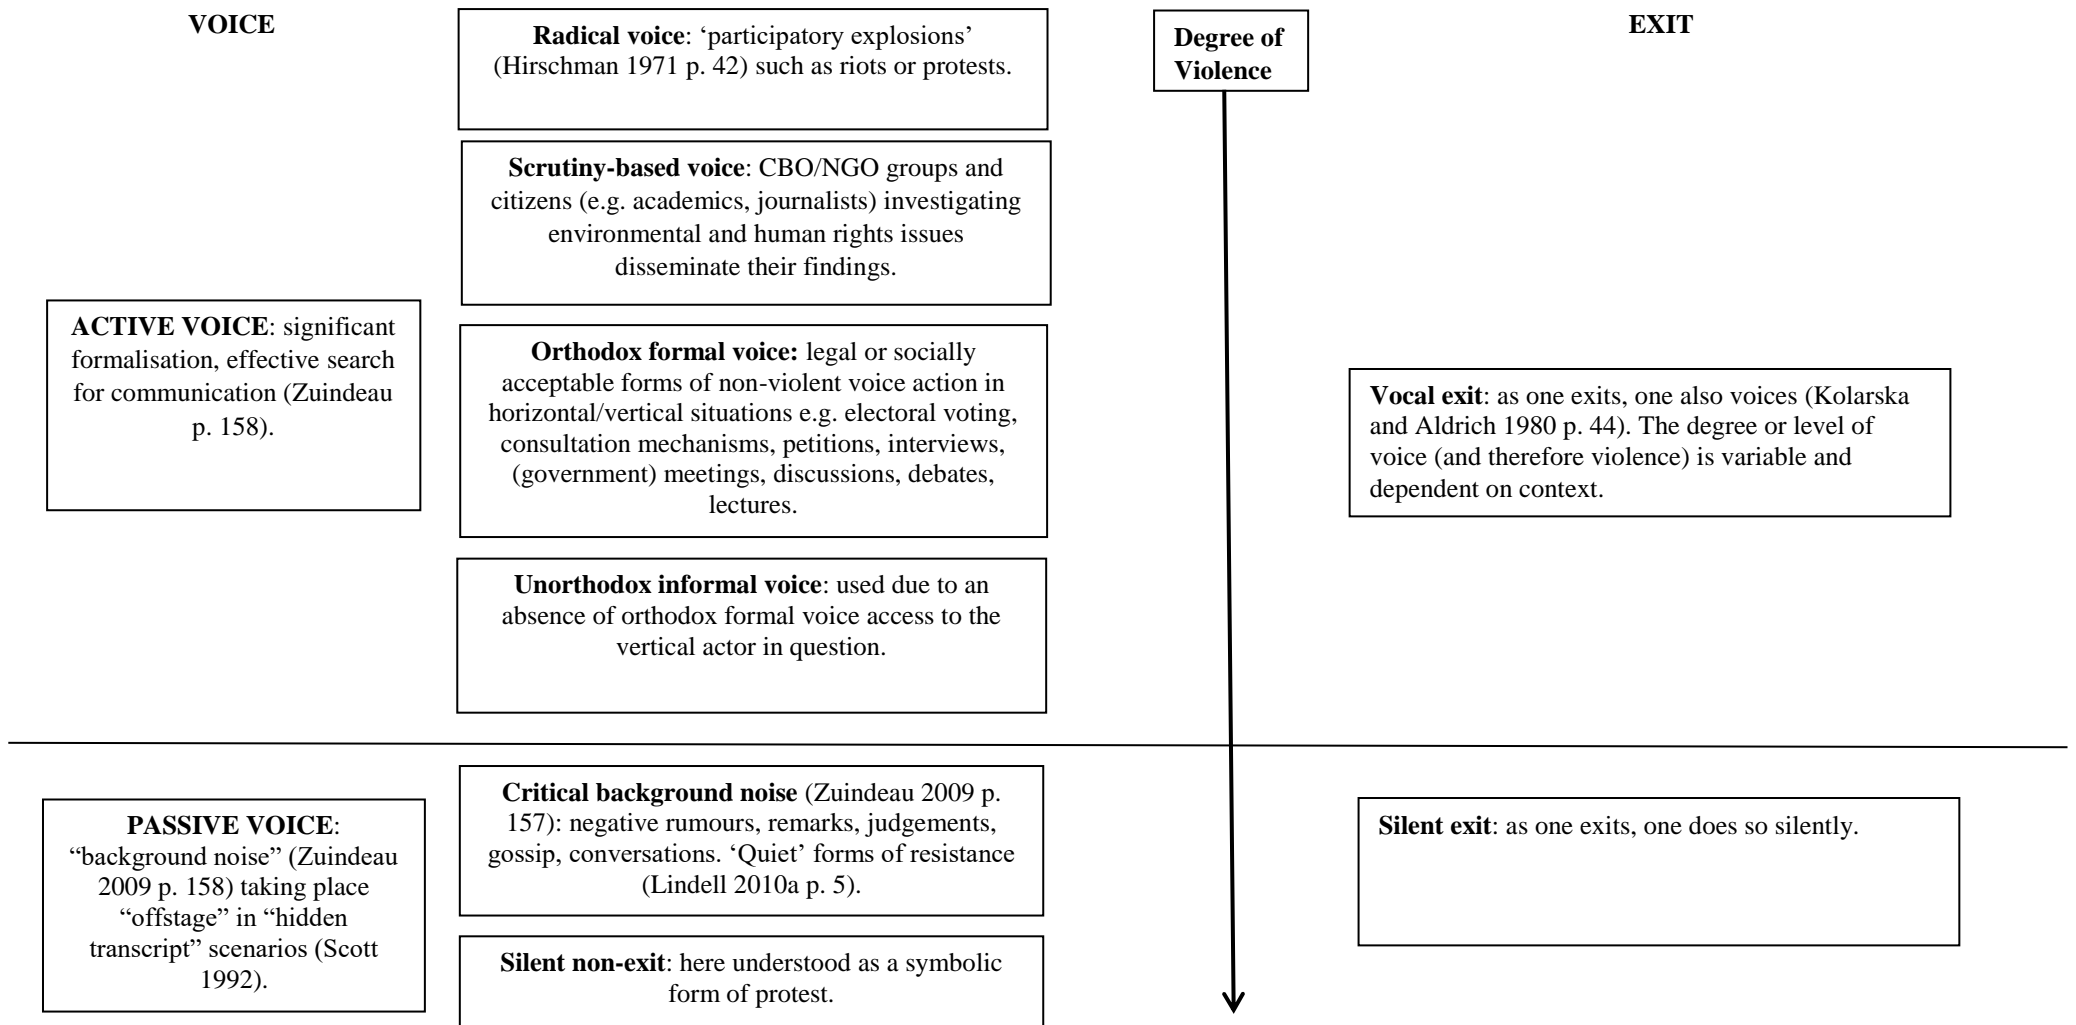 VOICE
Radical voice: ‘participatory explosions’
(Hirschman 1971 p. 42) such as riots or protests.
Degree of
Violence
EXIT
Scrutiny-based voice: CBO/NGO groups and
citizens (e.g. academics, journalists) investigating
environmental and human rights issues
disseminate their findings.
ACTIVE VOICE: significant
formalisation, effective search
for communication (Zuindeau
p. 158).
Orthodox formal voice: legal or socially
acceptable forms of non-violent voice action in
horizontal/vertical situations e.g. electoral voting,
consultation mechanisms, petitions, interviews,
(government) meetings, discussions, debates,
lectures.
Vocal exit: as one exits, one also voices (Kolarska
and Aldrich 1980 p. 44). The degree or level of
voice (and therefore violence) is variable and
dependent on context.
Unorthodox informal voice: used due to an
absence of orthodox formal voice access to the
vertical actor in question.
PASSIVE VOICE:
“background noise” (Zuindeau
2009 p. 158) taking place
“offstage” in “hidden
transcript” scenarios (Scott
1992).
Critical background noise (Zuindeau 2009 p.
157): negative rumours, remarks, judgements,
gossip, conversations. ‘Quiet’ forms of resistance
(Lindell 2010a p. 5).
Silent exit: as one exits, one does so silently.
Silent non-exit: here understood as a symbolic
form of protest.